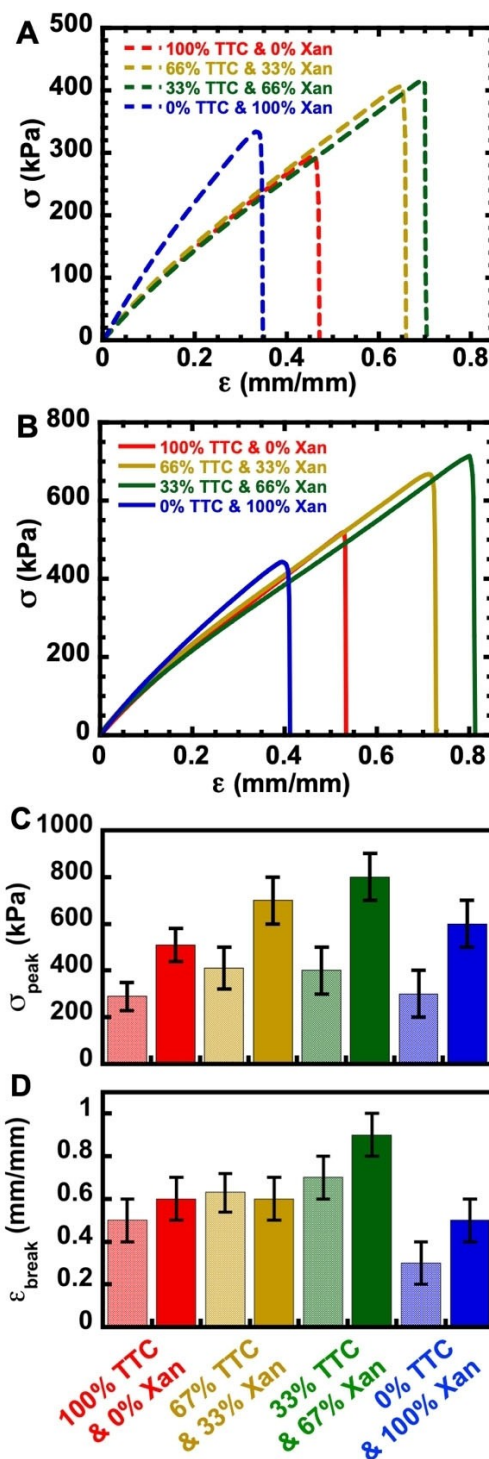 A
500
400
300
200
100
0
σ (kPa)
100% TTC & 0% Xan
66% TTC & 33% Xan
33% TTC & 66% Xan
0% TTC & 100% Xan
0 0.2 0.4 0.6 0.8
ε (mm/mm)
B
800
600
400
200
0
σ (kPa)
100% TTC & 0% Xan
66% TTC & 33% Xan
33% TTC & 66% Xan
0% TTC & 100% Xan
0 0.2 0.4 0.6 0.8
ε (mm/mm)
C
1000
800
600
400
200
0
σpeak (kPa)
D
1
0.8
0.6
0.4
0.2
0
εbreak (mm/mm)
100% TTC
& 0% Xan
67% TTC
& 33% Xan
33% TTC
& 67% Xan
0% TTC
& 100% Xan